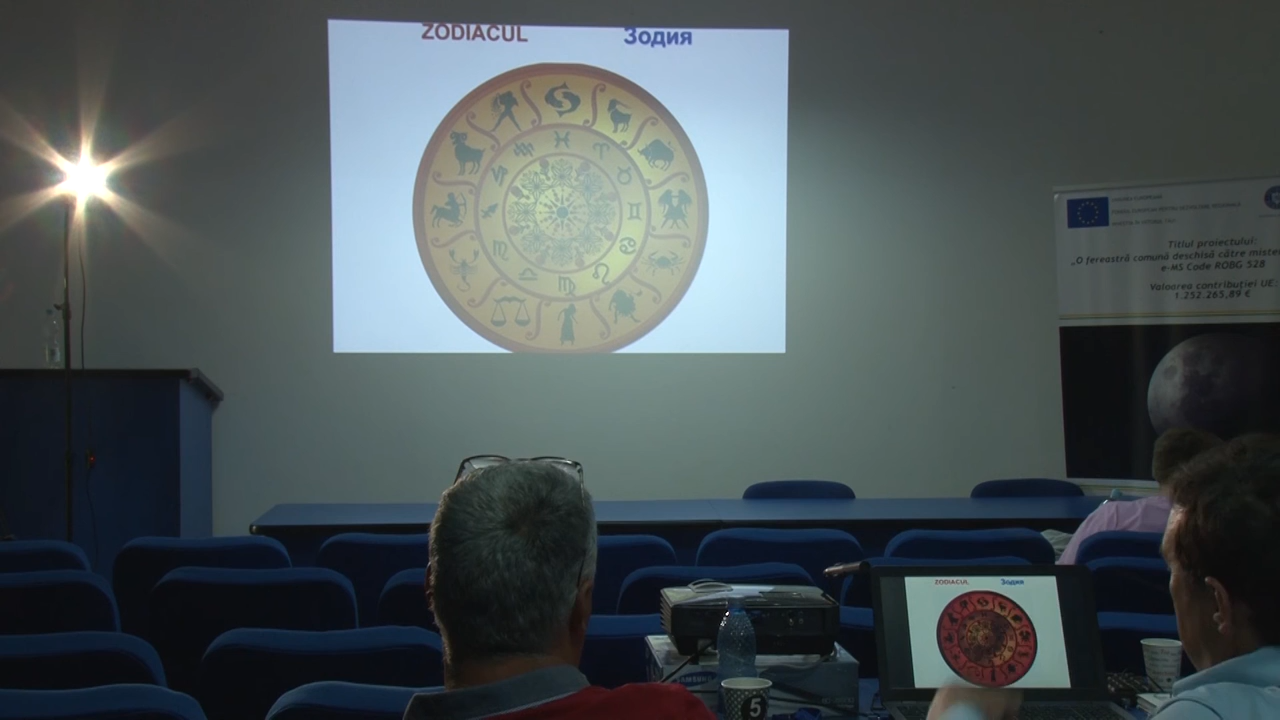 ZODIACUL Зодия
Titlul proiectului:
„O fereastră comună deschisă către
e-MS Code ROBG 528
Valoarea contribuției UE:
1.252.265,89 €
SAMSUNG
5
ZODIACUL Зодия